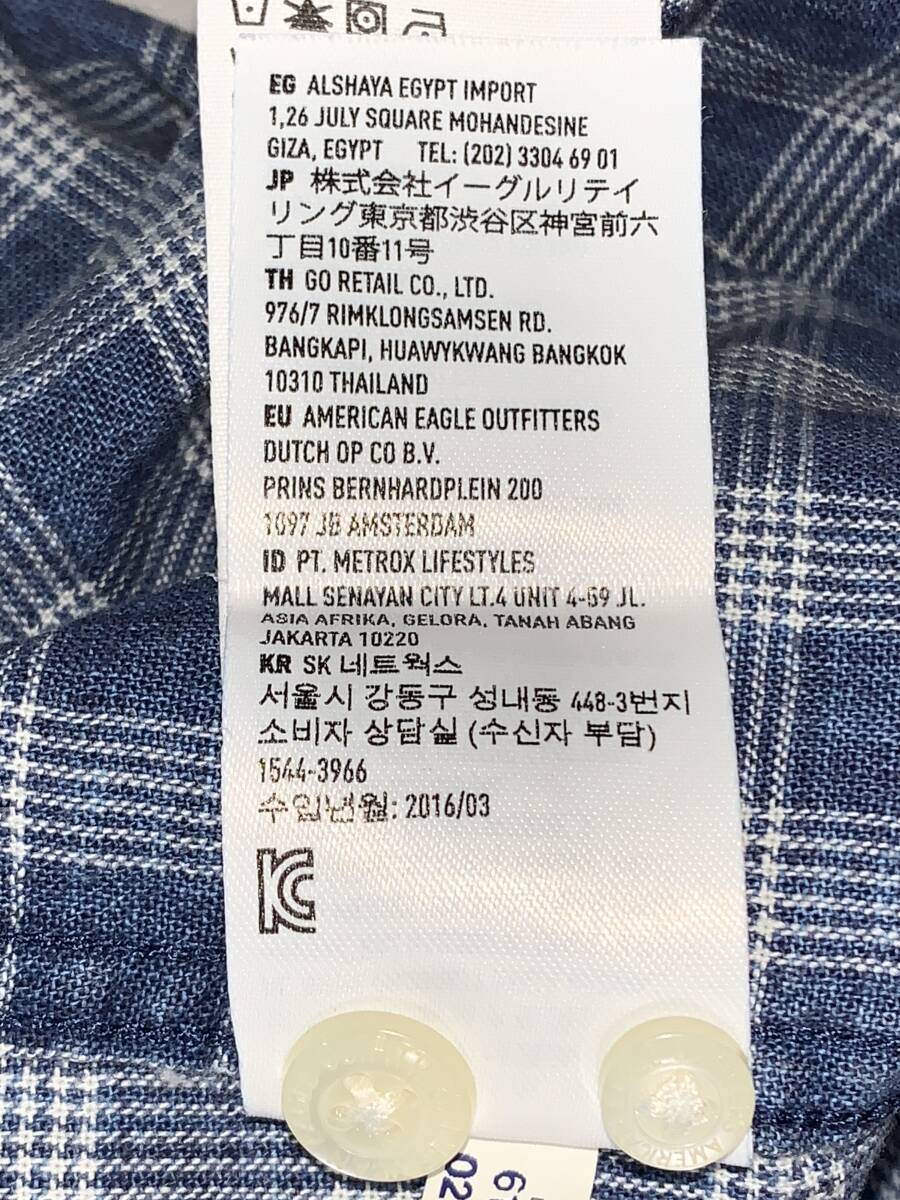 EG ALSHAYA EGYPT IMPORT
1,26 JULY SQUARE MOHANDESINE
GIZA, EGYPT TEL: (202) 3304 69 01
JP 株式会社イーグルリテイ
リング東京都渋谷区神宮前六
丁目10番11号
TH GO RETAIL CO., LTD.
976/7 RIMKLONGSAMSEN RD.
BANGKAPI, HUAWYKWANG BANGKOK
10310 THAILAND
EU AMERICAN EAGLE OUTFITTERS
DUTCH OP CO B.V.
PRINS BERNHARDPLEIN 200
1097 JB AMSTERDAM
ID PT. METROX LIFESTYLES
MALL SENAYAN CITY LT.4 UNIT 4-59 JL.
ASIA AFRIKA, GELORA, TANAH ABANG
JAKARTA 10220
KR SK 네트웍스
서울시 강동구 성내동 448-3번지
소비자 상담실 (수신자 부담)
1544-3966
수입년월: 2016/03
KC
AMERIC
02